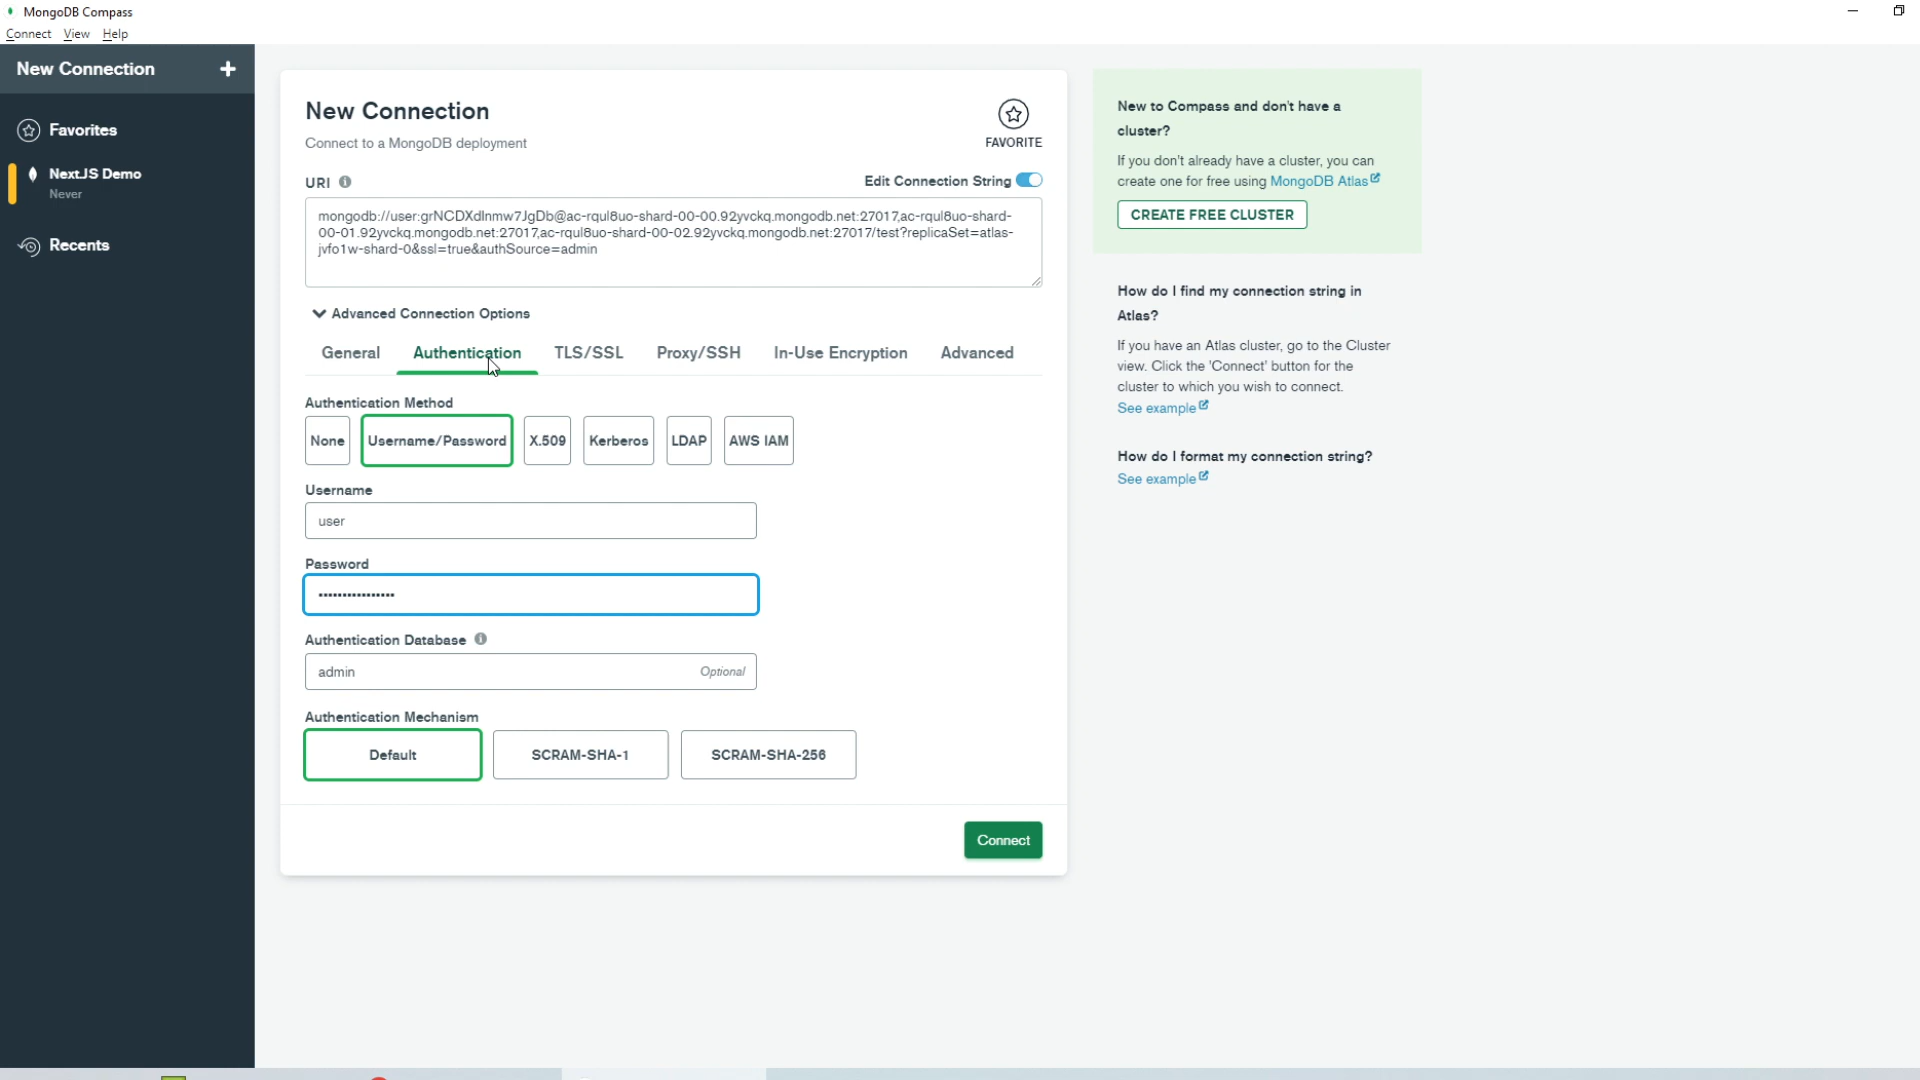 MongoDB Compass
Connect View Help
New Connection
Favorites
Next.JS Demo
Never
Recents
New Connection
Connect to a MongoDB deployment
FAVORITE
URI
Edit Connection String
mongodb://user:grNCDXdlnmw7JgDb@ac-rqul8uo-shard-00-00.92yvckq.mongodb.net:27017,ac-rqul8uo-shard-
00-01.92yvckq.mongodb.net:27017,ac-rqul8uo-shard-00-02.92yvckq.mongodb.net:27017/test?replicaSet=atlas-
jvfo1w-shard-0&ssl=true&authSource=admin
Advanced Connection Options
General Authentication TLS/SSL Proxy/SSH In-Use Encryption Advanced
Authentication Method
None Username/Password X.509 Kerberos LDAP AWS IAM
Username
user
Password
••••••••••••••••
Authentication Database
admin Optional
Authentication Mechanism
Default SCRAM-SHA-1 SCRAM-SHA-256
Connect
New to Compass and don't have a
cluster?
If you don't already have a cluster, you can
create one for free using MongoDB Atlas
CREATE FREE CLUSTER
How do I find my connection string in
Atlas?
If you have an Atlas cluster, go to the Cluster
view. Click the 'Connect' button for the
cluster to which you wish to connect.
See example
How do I format my connection string?
See example